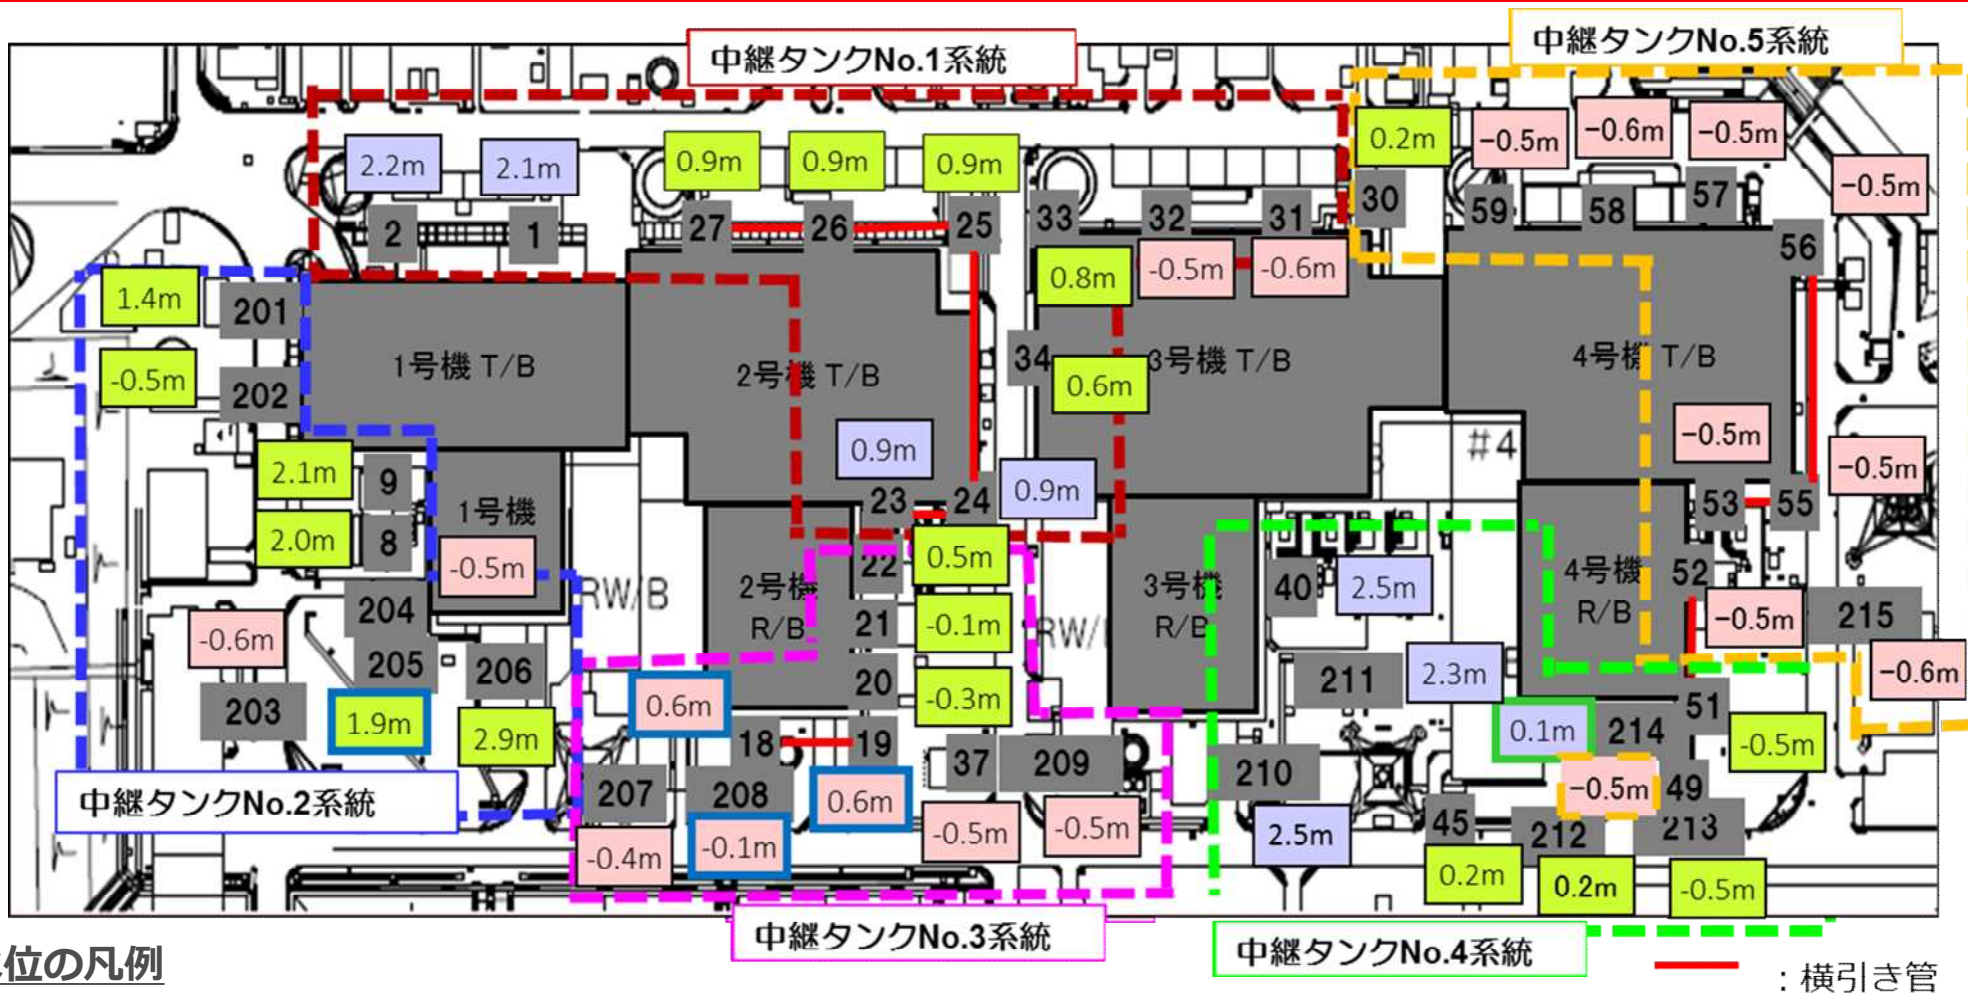 中継タンクNo.1系統
中継タンクNo.5系統
2.2m
2.1m
0.9m
0.9m
0.9m
0.2m
−0.5m
−0.6m
−0.5m
−0.5m
2
1
27
26
25
33
32
31
30
59
58
57
56
1.4m
201
0.8m
-0.5m
-0.6m
-0.5m
202
1号機 T/B
2号機 T/B
34
3号機 T/B
0.6m
4号機 T/B
2.1m
9
0.9m
0.9m
#4
−0.5m
−0.5m
2.0m
8
1号機
-0.5m
23
24
53
55
RW/B
2号機
R/B
22
0.5m
3号機
R/B
40
2.5m
4号機
R/B
52
−0.5m
215
204
-0.6m
205
206
21
-0.1m
RW/
211
2.3m
−0.6m
203
1.9m
2.9m
0.6m
20
-0.3m
0.1m
214
51
-0.5m
18
19
37
209
210
−0.5m
49
中継タンクNo.2系統
207
208
0.6m
-0.5m
-0.5m
2.5m
45
212
213
-0.4m
-0.1m
0.2m
0.2m
-0.5m
中継タンクNo.3系統
中継タンクNo.4系統
位の凡例
：横引き管